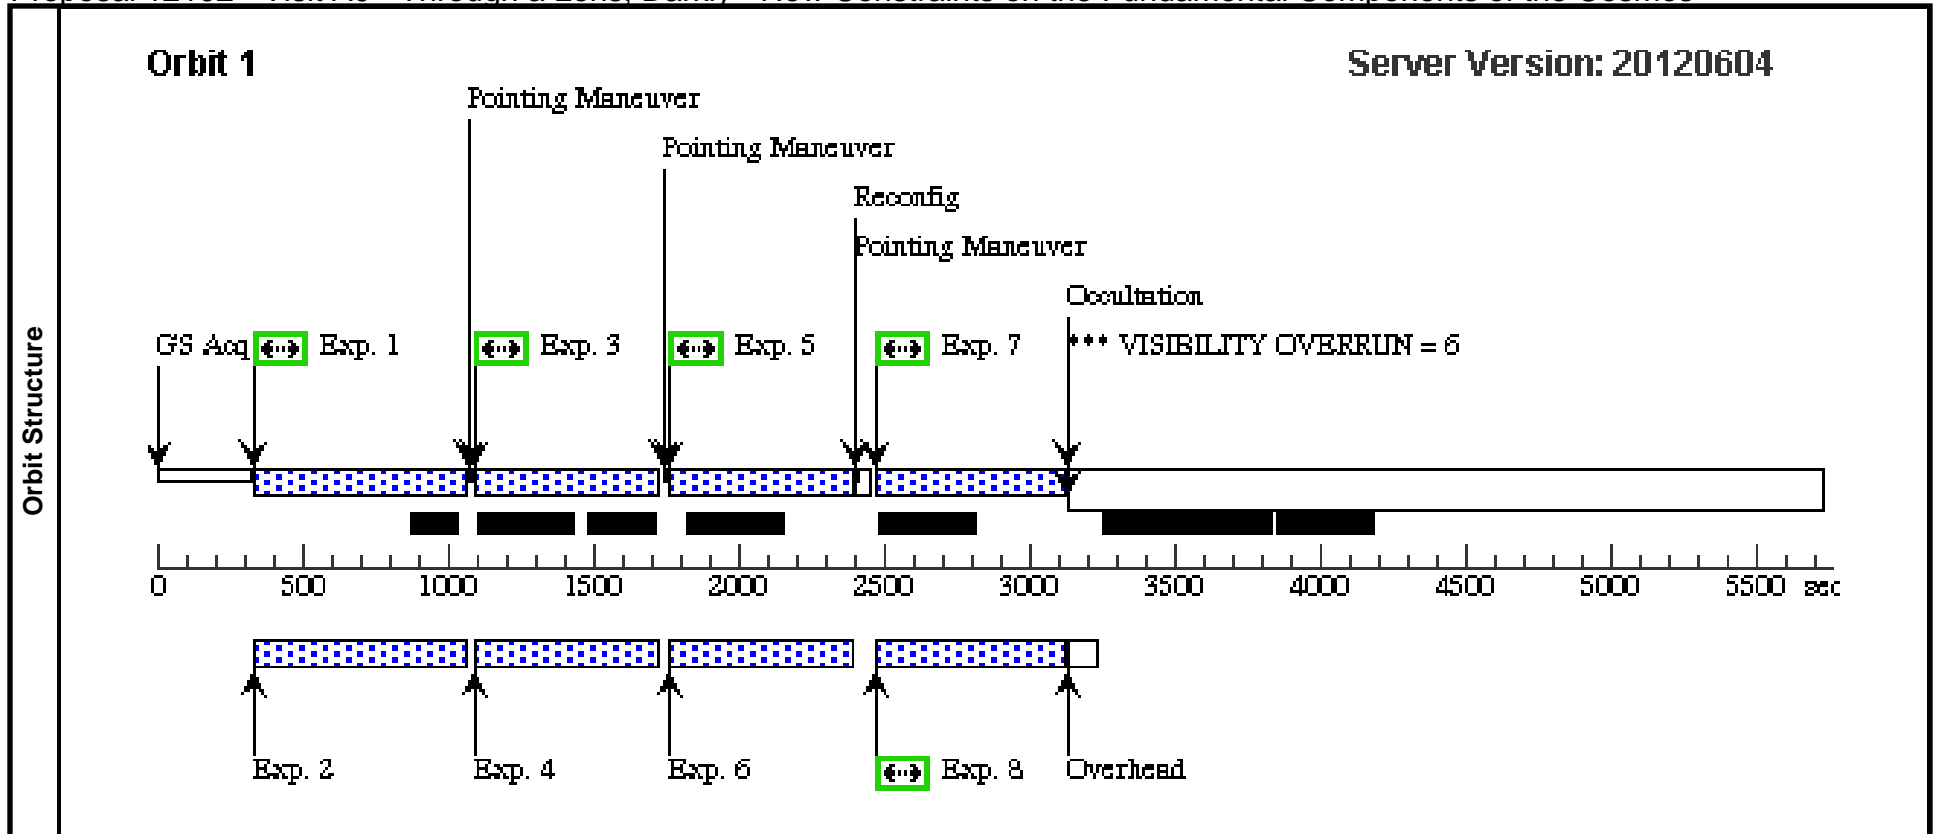 Orbit Structure
Orbit 1
Server Version: 20120604
Pointing Maneuver
Pointing Maneuver
Reconfig
Pointing Maneuver
Occultation
GS Acq
Exp. 1
Exp. 3
Exp. 5
Exp. 7
*** VISIBILITY OVERRUN = 6
0 500 1000 1500 2000 2500 3000 3500 4000 4500 5000 5500 sec
Exp. 2
Exp. 4
Exp. 6
Exp. 8
Overhead